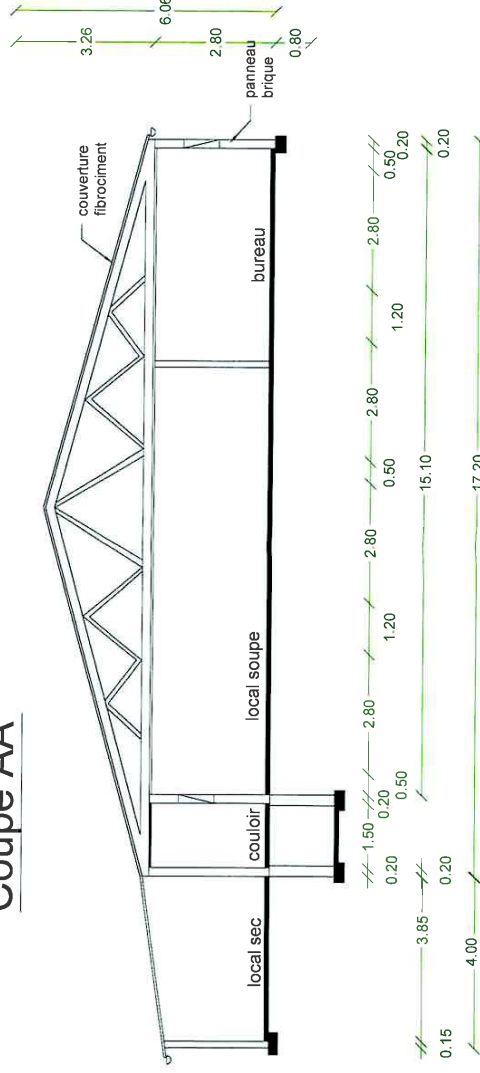 Coupe AA
couverture
fibrociment
panneau
brique
local sec
couloir
local soupe
bureau
3.26
2.80
0.80
6.06
0.20
1.50
0.20
0.50
2.80
1.20
2.80
0.50
2.80
1.20
2.80
0.50
0.20
3.85
0.20
15.10
0.20
0.15
4.00
17.20